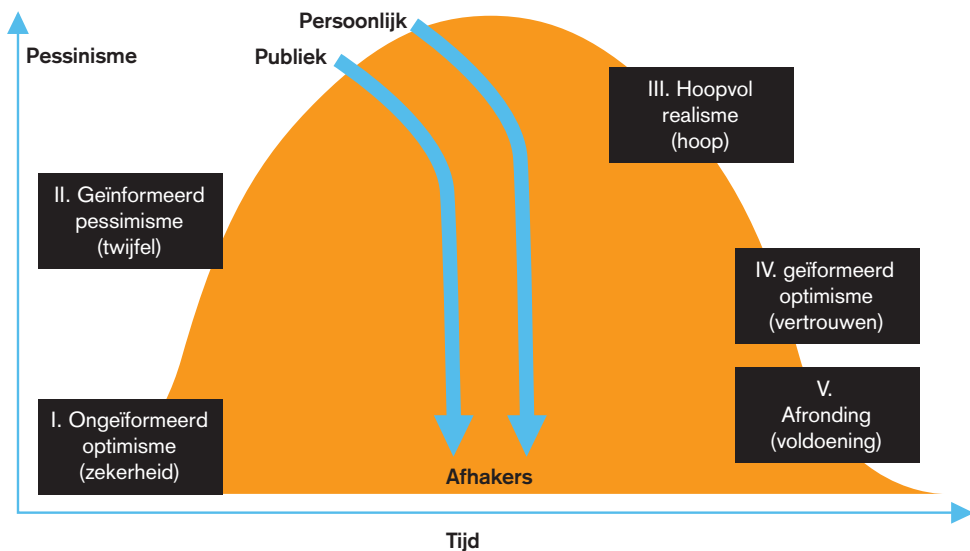 Persoonlijk
Publiek
Pessinisme
III. Hoopvol
realisme
(hoop)
II. Geïnformeerd
pessimisme
(twijfel)
IV. geïformeerd
optimisme
(vertrouwen)
I. Ongeïformeerd
optimisme
(zekerheid)
V.
Afronding
(voldoening)
Afhakers
Tijd